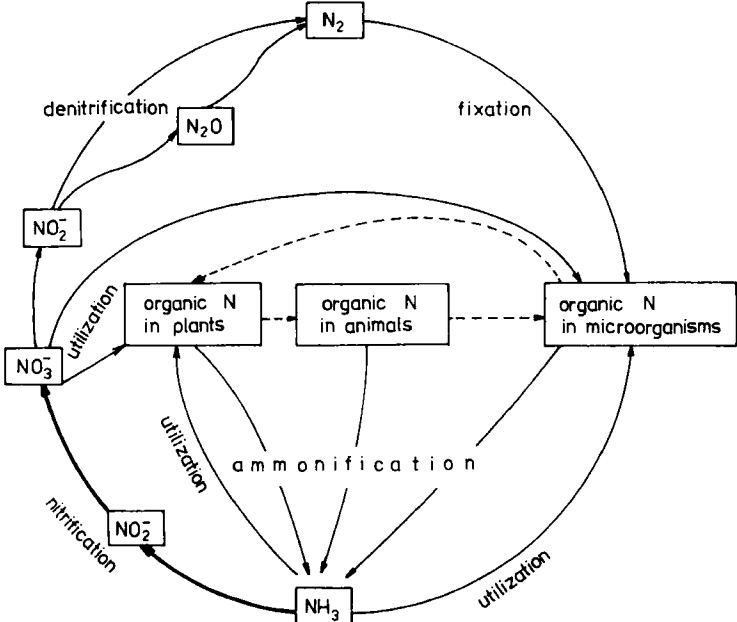 N₂
denitrification
fixation
N₂O
NO₂⁻
organic N
in plants
organic N
in animals
organic N
in microorganisms
utilization
NO₃⁻
utilization
ammonification
nitrification
NO₂⁻
utilization
NH₃